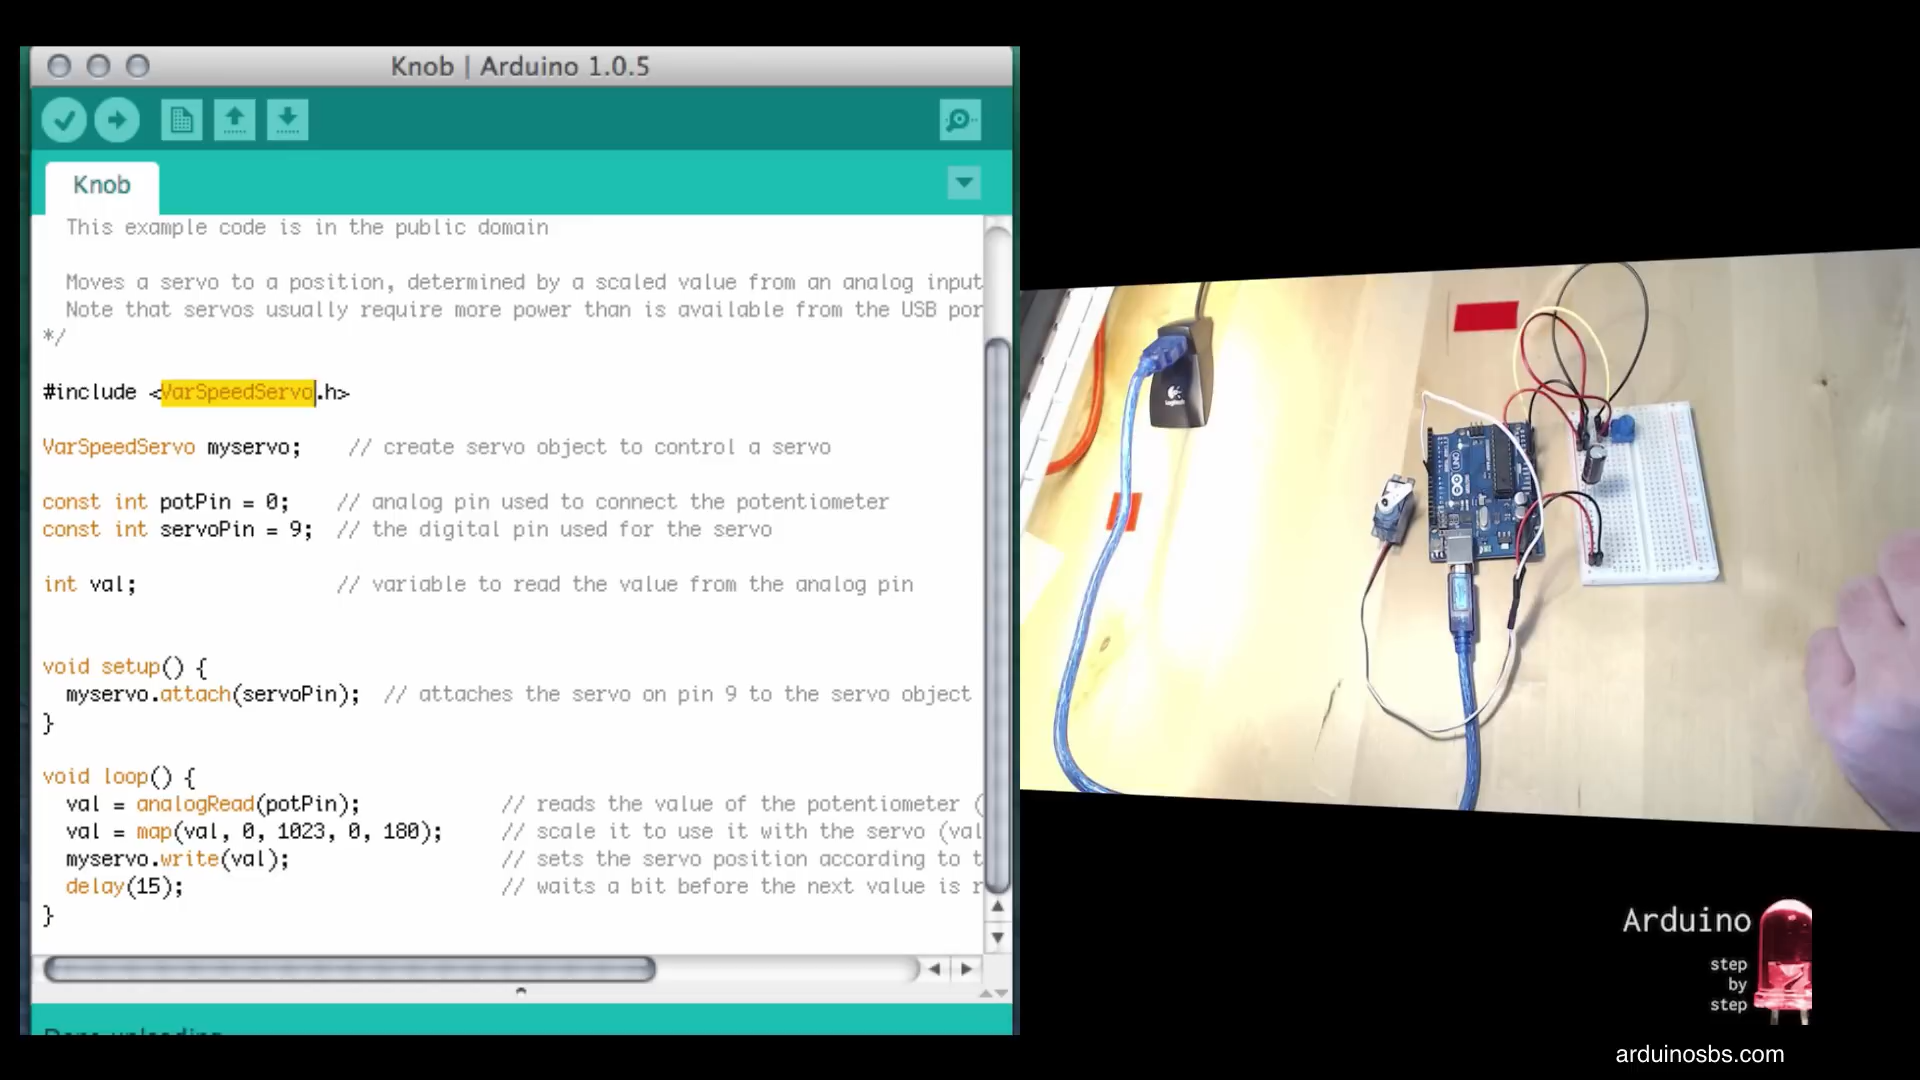 Knob | Arduino 1.0.5
Knob
This example code is in the public domain
Moves a servo to a position, determined by a scaled value from an analog input
Note that servos usually require more power than is available from the USB por
*/
#include <VarSpeedServo.h>
VarSpeedServo myservo;    // create servo object to control a servo
const int potPin = 0;    // analog pin used to connect the potentiometer
const int servoPin = 9;  // the digital pin used for the servo
int val;                 // variable to read the value from the analog pin
void setup() {
  myservo.attach(servoPin);  // attaches the servo on pin 9 to the servo object
}
void loop() {
  val = analogRead(potPin);            // reads the value of the potentiometer (
  val = map(val, 0, 1023, 0, 180);     // scale it to use it with the servo (val
  myservo.write(val);                  // sets the servo position according to t
  delay(15);                           // waits a bit before the next value is r
}
Done uploading
Logitech
UNO
Arduino
step
by
step
arduinosbs.com